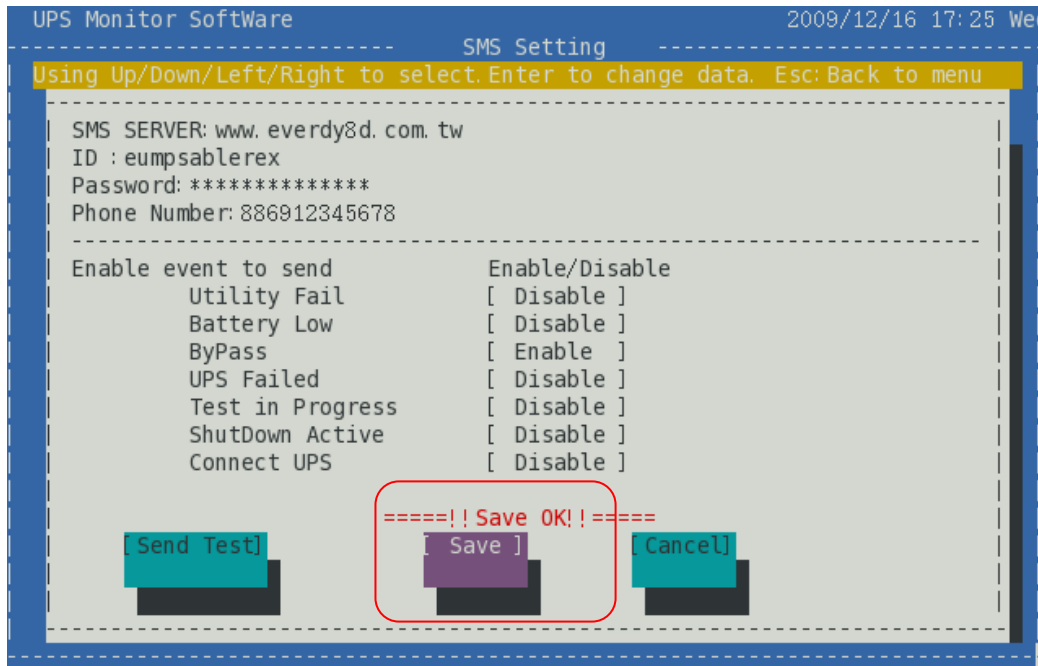 UPS Monitor SoftWare 2009/12/16 17:25 We
SMS Setting
Using Up/Down/Left/Right to select.Enter to change data. Esc:Back to menu
SMS SERVER:www.everdy8d.com.tw
ID :eumpsablerex
Password:**************
Phone Number:886912345678
Enable event to send Enable/Disable
Utility Fail [ Disable ]
Battery Low [ Disable ]
ByPass [ Enable ]
UPS Failed [ Disable ]
Test in Progress [ Disable ]
ShutDown Active [ Disable ]
Connect UPS [ Disable ]
=====!!Save OK!!=====
[Send Test] [ Save ] [Cancel]